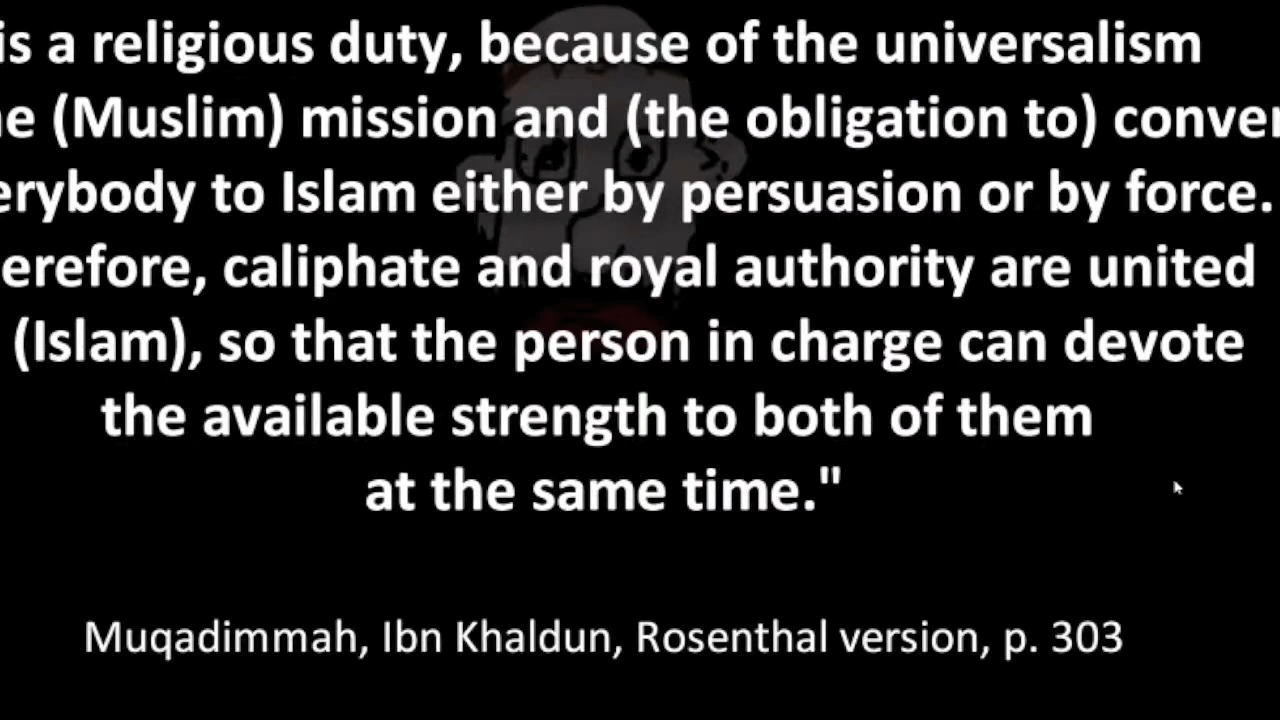 is a religious duty, because of the universalism
he (Muslim) mission and (the obligation to) conver
erybody to Islam either by persuasion or by force.
erefore, caliphate and royal authority are united
(Islam), so that the person in charge can devote
the available strength to both of them
at the same time."
Muqadimmah, Ibn Khaldun, Rosenthal version, p. 303